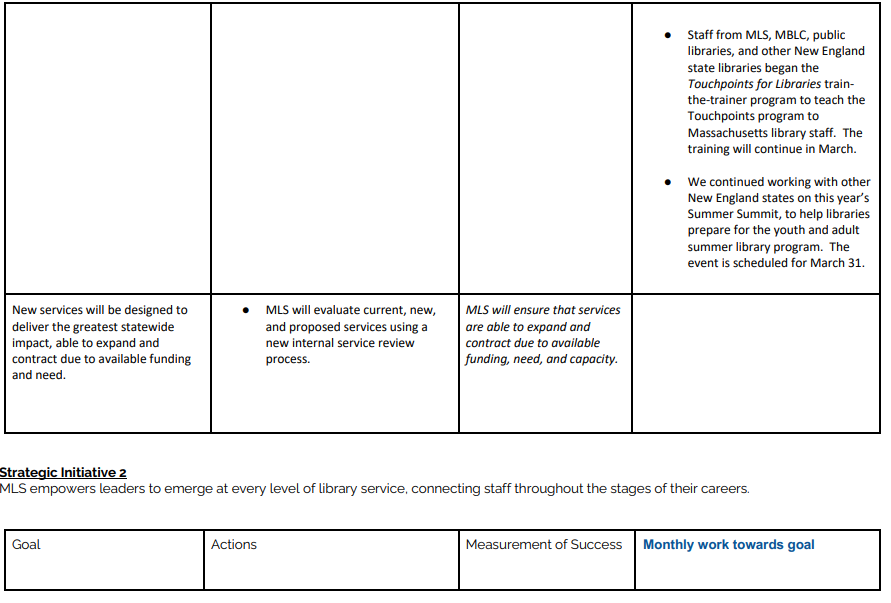 ● Staff from MLS, MBLC, public
libraries, and other New England
state libraries began the
Touchpoints for Libraries train-
the-trainer program to teach the
Touchpoints program to
Massachusetts library staff.  The
training will continue in March.
● We continued working with other
New England states on this year’s
Summer Summit, to help libraries
prepare for the youth and adult
summer library program.  The
event is scheduled for March 31.
New services will be designed to
deliver the greatest statewide
impact, able to expand and
contract due to available funding
and need.
● MLS will evaluate current, new,
and proposed services using a
new internal service review
process.
MLS will ensure that services
are able to expand and
contract due to available
funding, need, and capacity.
Strategic Initiative 2
MLS empowers leaders to emerge at every level of library service, connecting staff throughout the stages of their careers.
Goal
Actions
Measurement of Success
Monthly work towards goal